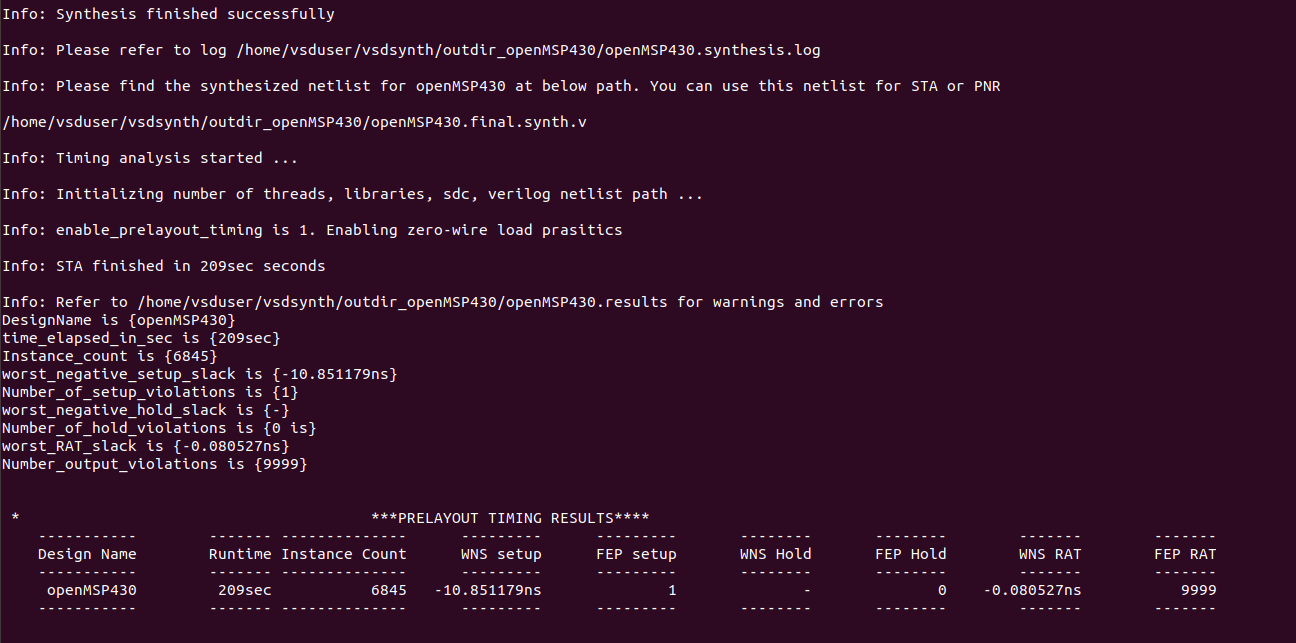 Info: Synthesis finished successfully
Info: Please refer to log /home/vsduser/vsdsynth/outdir_openMSP430/openMSP430.synthesis.log
Info: Please find the synthesized netlist for openMSP430 at below path. You can use this netlist for STA or PNR
/home/vsduser/vsdsynth/outdir_openMSP430/openMSP430.final.synth.v
Info: Timing analysis started ...
Info: Initializing number of threads, libraries, sdc, verilog netlist path ...
Info: enable_prelayout_timing is 1. Enabling zero-wire load prasitics
Info: STA finished in 209sec seconds
Info: Refer to /home/vsduser/vsdsynth/outdir_openMSP430/openMSP430.results for warnings and errors
DesignName is {openMSP430}
time_elapsed_in_sec is {209sec}
Instance_count is {6845}
worst_negative_setup_slack is {-10.851179ns}
Number_of_setup_violations is {1}
worst_negative_hold_slack is {-}
Number_of_hold_violations is {0 is}
worst_RAT_slack is {-0.080527ns}
Number_output_violations is {9999}
* ***PRELAYOUT TIMING RESULTS****
----------- ------- -------------- --------- --------- -------- -------- ------- -------
Design Name Runtime Instance Count WNS setup FEP setup WNS Hold FEP Hold WNS RAT FEP RAT
----------- ------- -------------- --------- --------- -------- -------- ------- -------
openMSP430 209sec 6845 -10.851179ns 1 - 0 -0.080527ns 9999
----------- ------- -------------- --------- --------- -------- -------- ------- -------